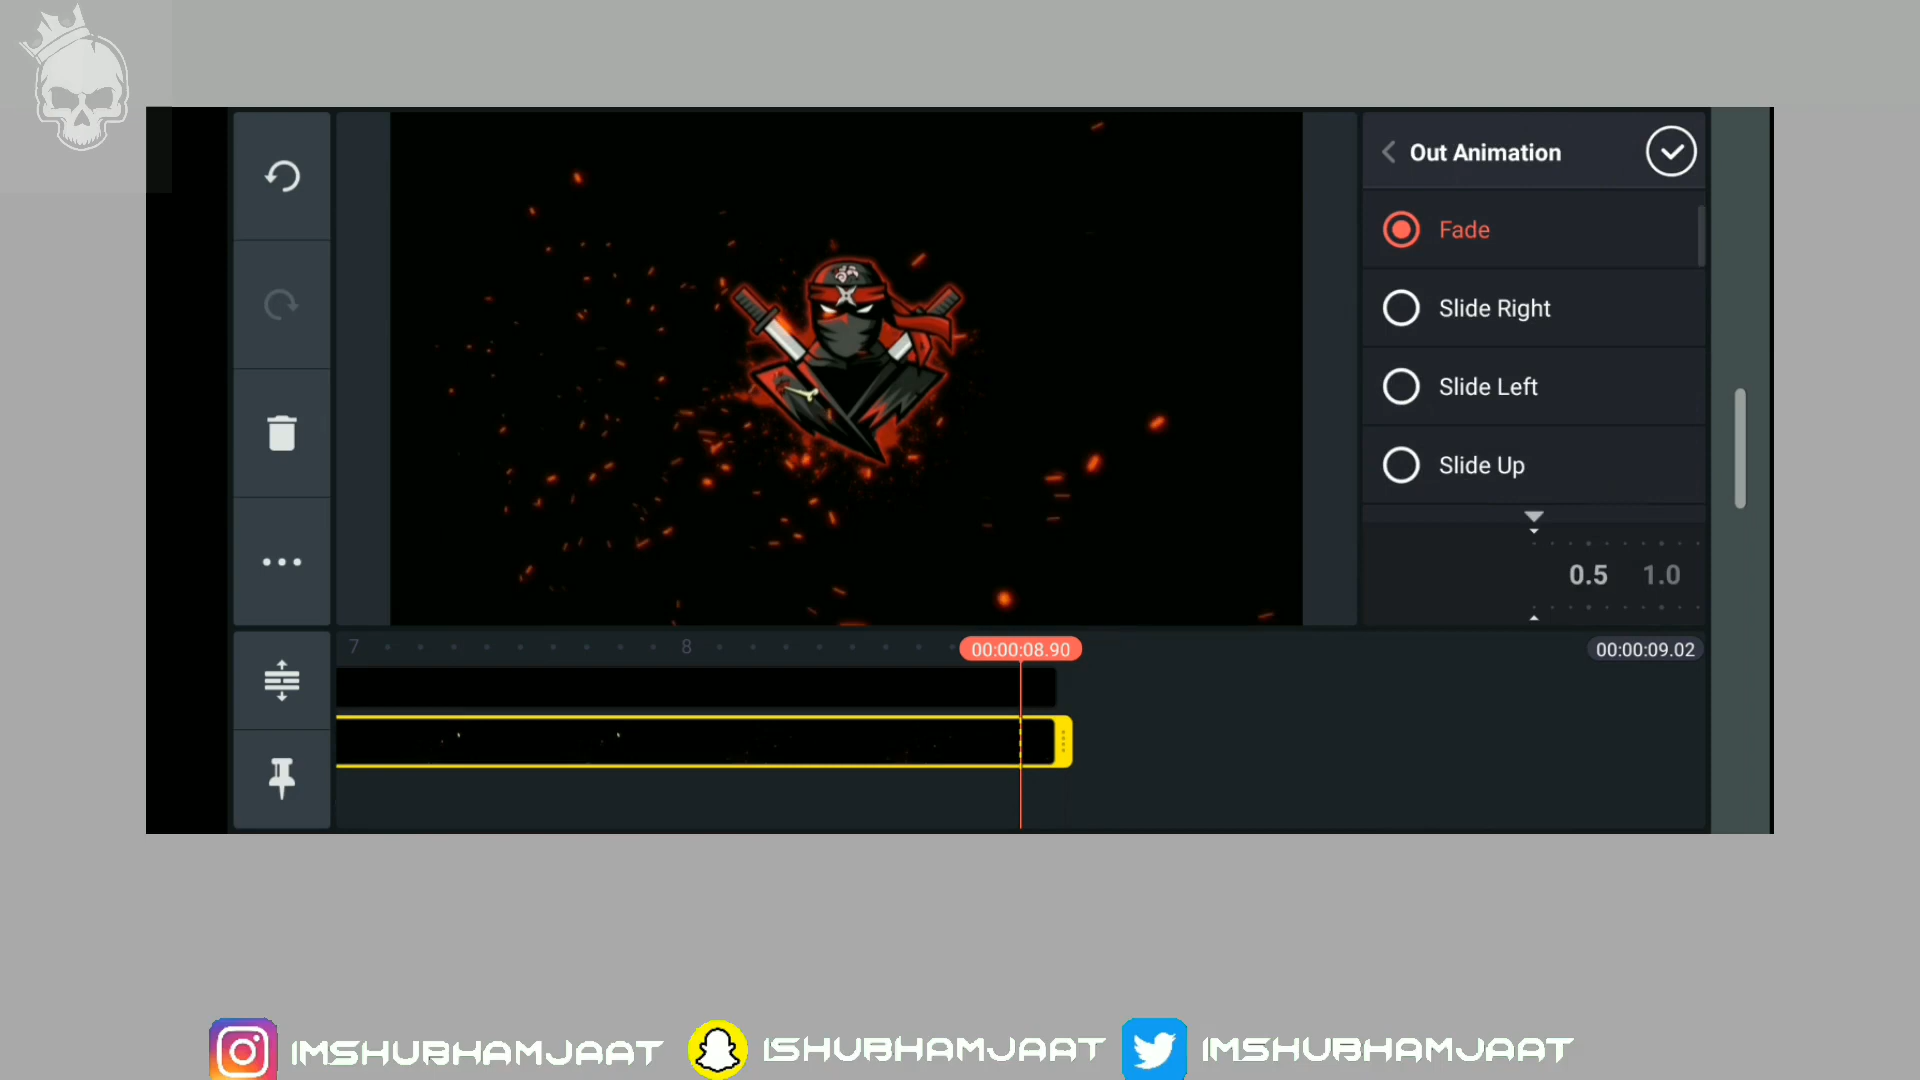 Out Animation
Fade
Slide Right
Slide Left
Slide Up
0.5 1.0
7 8 00:00:08.90 00:00:09.02
IMSHUBHAMJAAT ISHUBHAMJAAT IMSHUBHAMJAAT